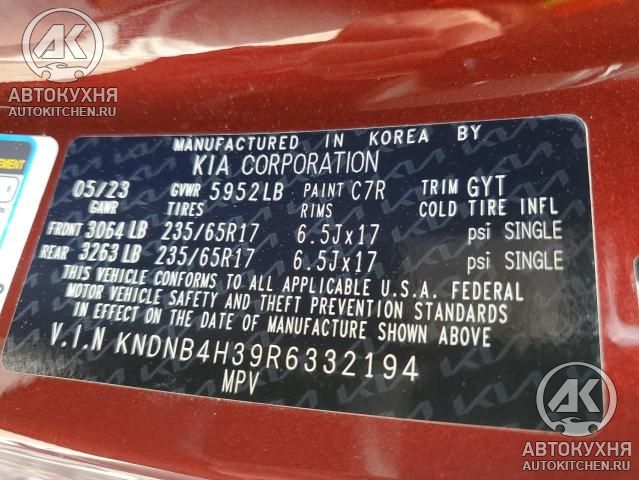 АК
АВТОКУХНЯ
AUTOKITCHEN.RU
EMENT
MANUFACTURED IN KOREA BY
KIA CORPORATION
05/23 GVWR 5952LB PAINT C7R TRIM GYT
GAWR TIRES RIMS COLD TIRE INFL
FRONT 3064 LB 235/65R17 6.5Jx17 psi SINGLE
REAR 3263 LB 235/65R17 6.5Jx17 psi SINGLE
THIS VEHICLE CONFORMS TO ALL APPLICABLE U.S.A. FEDERAL
MOTOR VEHICLE SAFETY AND THEFT PREVENTION STANDARDS
IN EFFECT ON THE DATE OF MANUFACTURE SHOWN ABOVE
V.I.N KNDNB4H39R6332194
MPV
АК
АВТОКУХНЯ
AUTOKITCHEN.RU